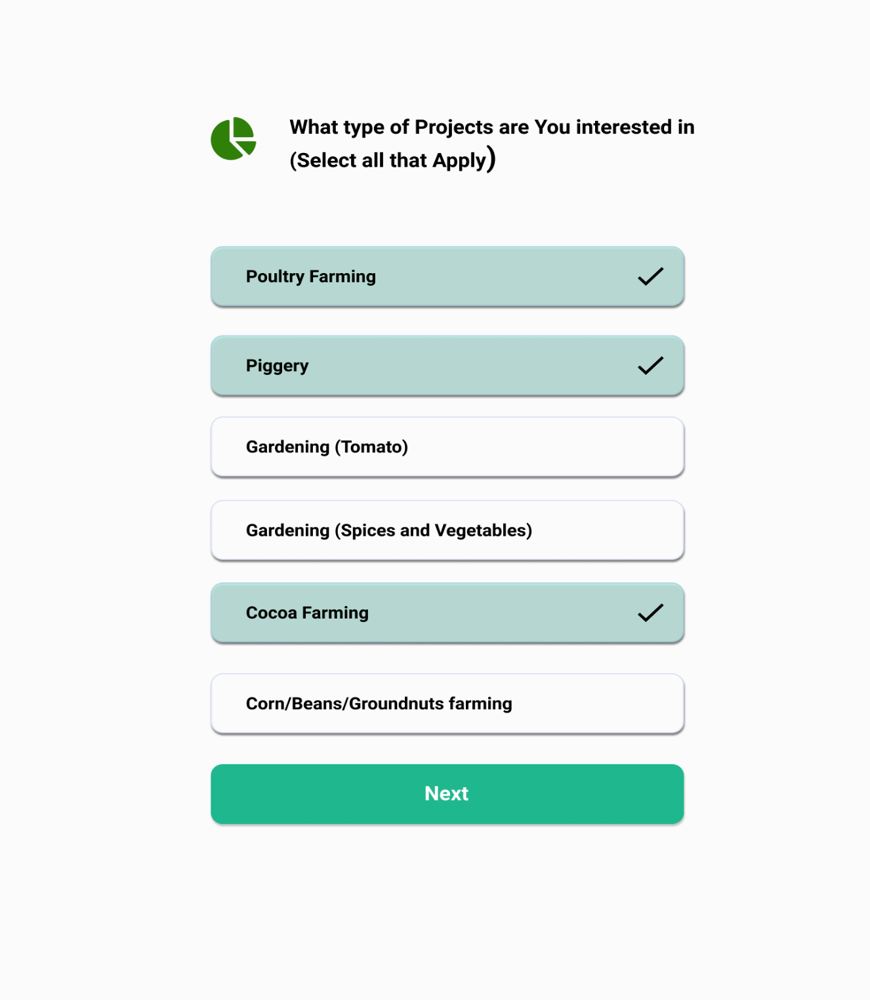 What type of Projects are You interested in
(Select all that Apply)
Poultry Farming
Piggery
Gardening (Tomato)
Gardening (Spices and Vegetables)
Cocoa Farming
Corn/Beans/Groundnuts farming
Next